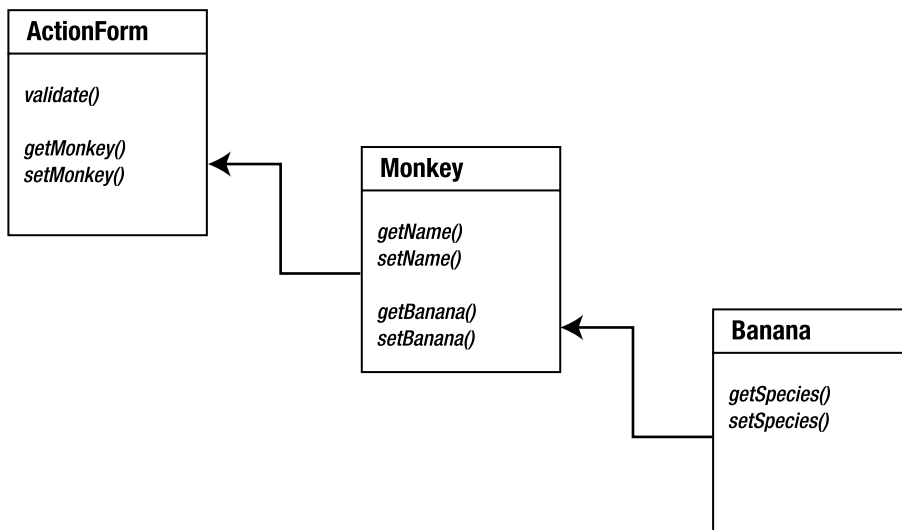 ActionForm
validate()
getMonkey()
setMonkey()
Monkey
getName()
setName()
getBanana()
setBanana()
Banana
getSpecies()
setSpecies()